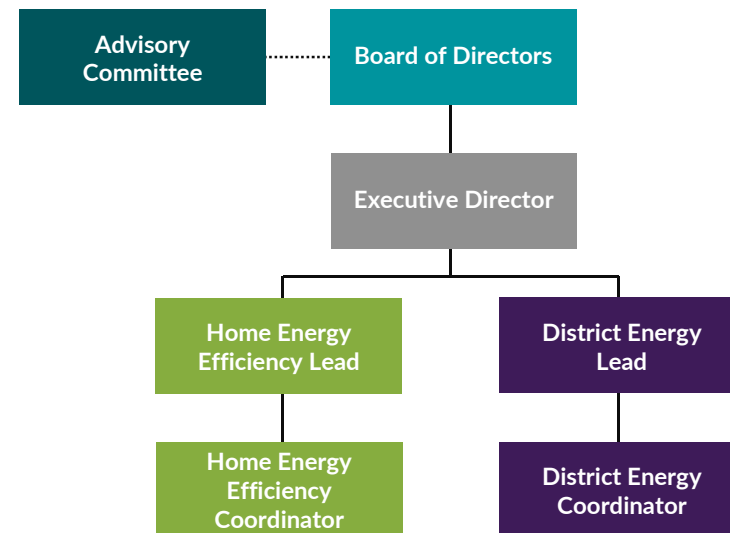 Advisory
Committee
Board of Directors
Executive Director
Home Energy
Efficiency Lead
District Energy
Lead
Home Energy
Efficiency
Coordinator
District Energy
Coordinator